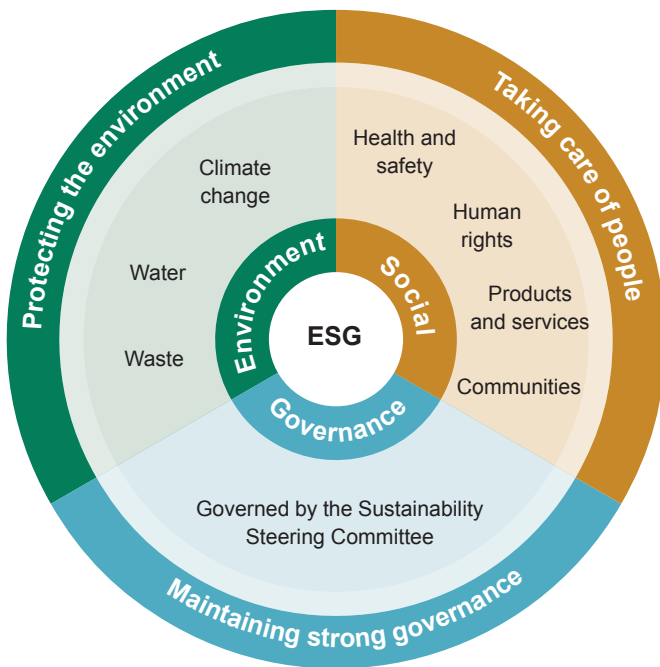 Protecting the environment
Taking care of people
Maintaining strong governance
Climate
change
Water
Waste
Health and
safety
Human
rights
Products
and services
Communities
Environment
Social
Governance
ESG
Governed by the Sustainability
Steering Committee